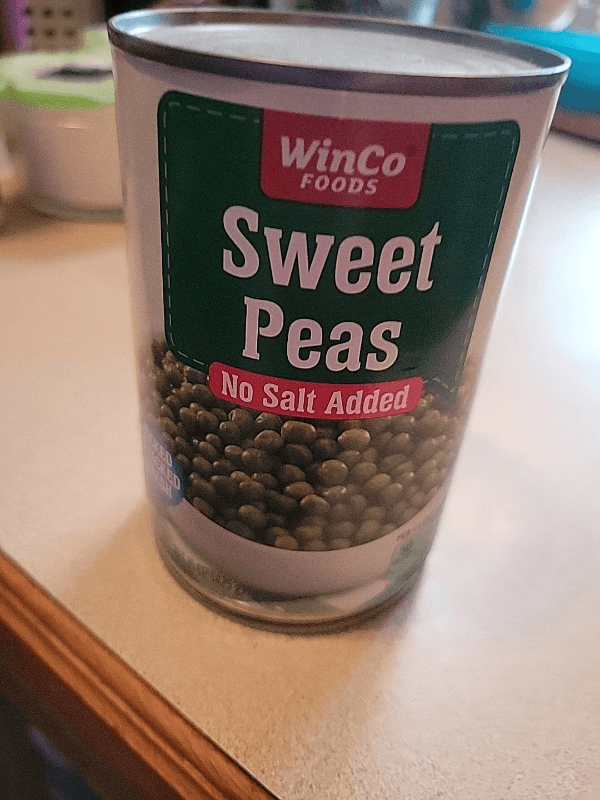 WinCo
FOODS
Sweet
Peas
No Salt Added